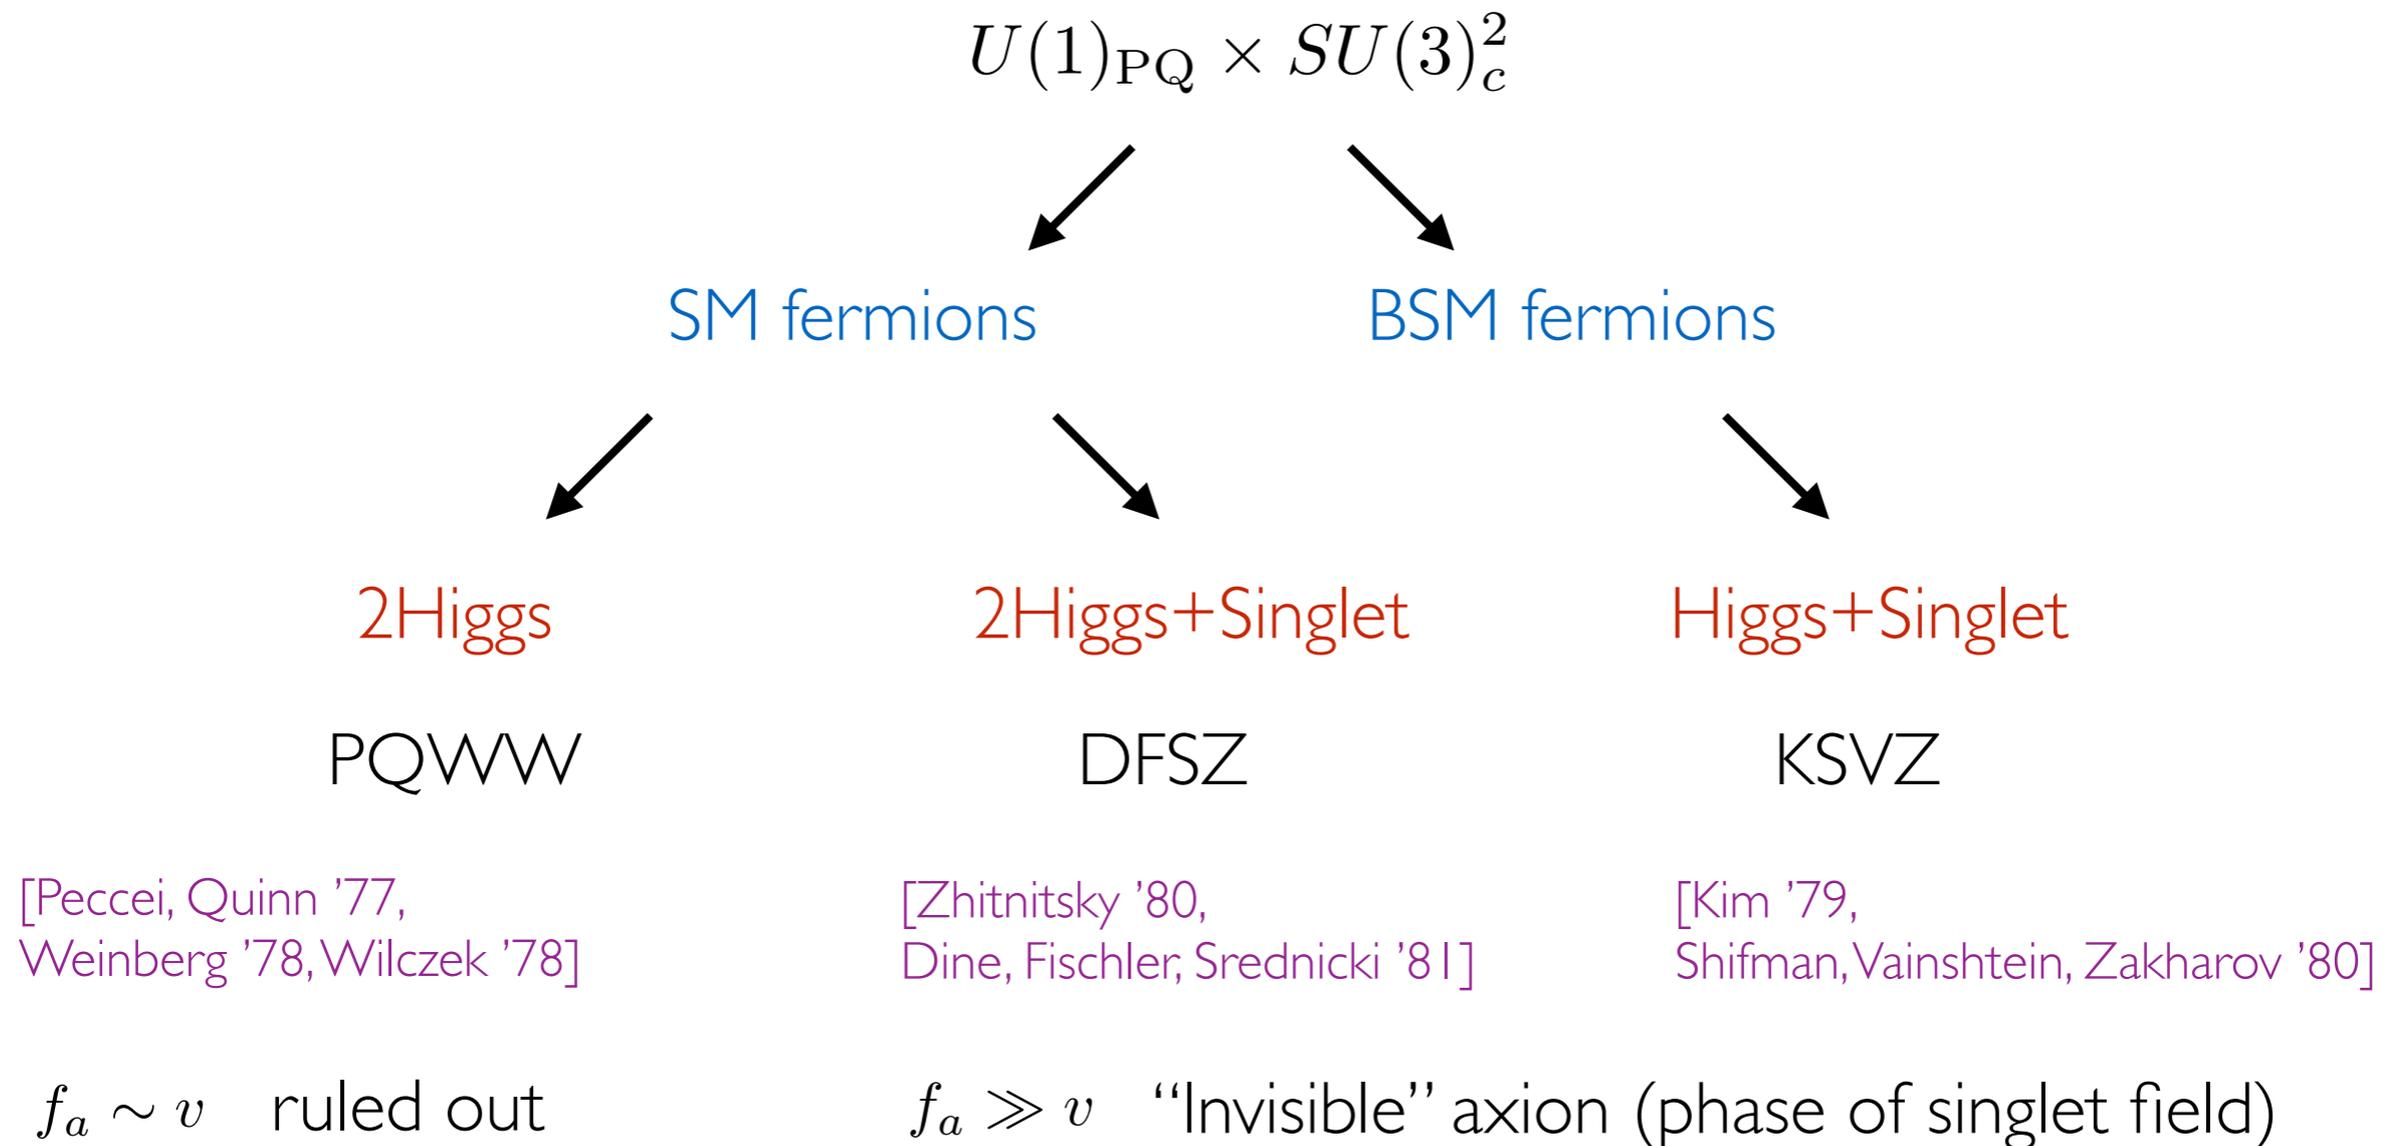 U(1)_PQ × SU(3)_c^2
SM fermions
BSM fermions
2Higgs
2Higgs+Singlet
Higgs+Singlet
PQWW
DFSZ
KSVZ
[Peccei, Quinn ’77,
Weinberg ’78, Wilczek ’78]
[Zhitnitsky ’80,
Dine, Fischler, Srednicki ’81]
[Kim ’79,
Shifman, Vainshtein, Zakharov ’80]
f_a ∼ v ruled out
f_a ≫ v “Invisible” axion (phase of singlet field)